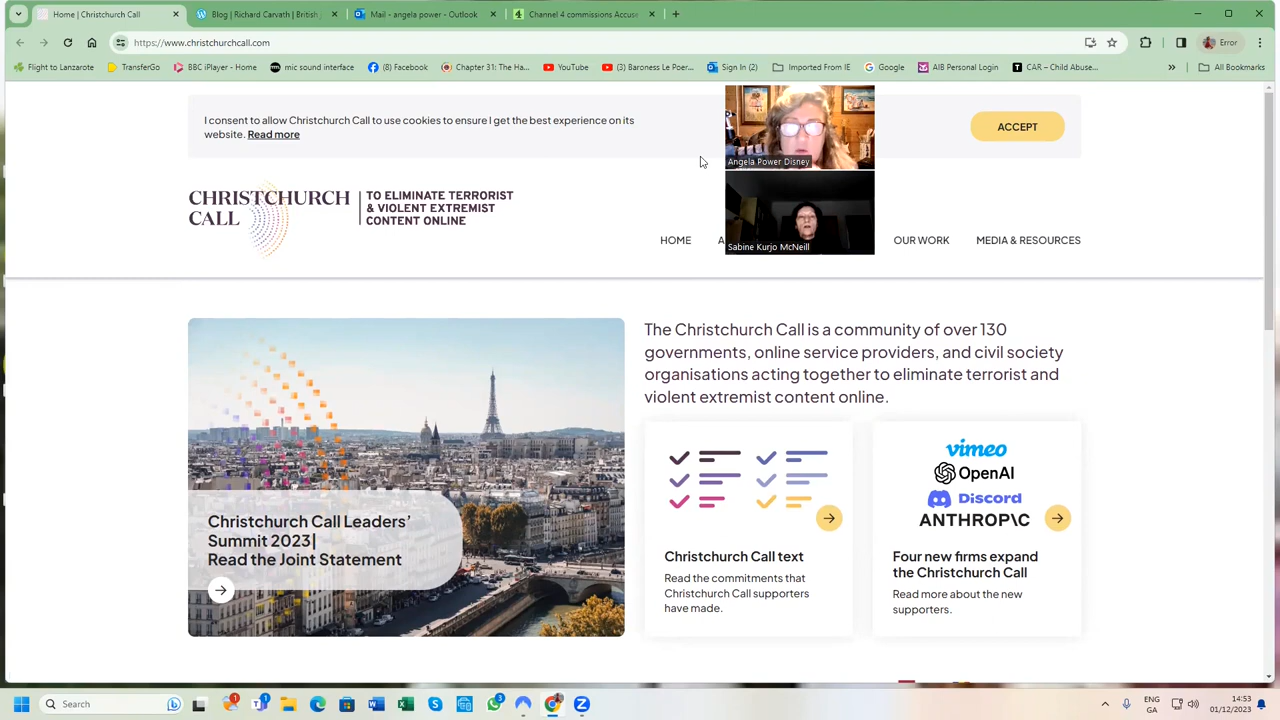 Home | Christchurch Call
Blog | Richard Carvath | British
Mail - angela power - Outlook
Channel 4 commissions Accuse
https://www.christchurchcall.com
Error
Flight to Lanzarote
TransferGo
BBC iPlayer - Home
mic sound interface
(8) Facebook
Chapter 31: The Ha...
YouTube
(3) Baroness Le Poer...
Sign In (2)
Imported From IE
Google
AIB Personal Login
CAR – Child Abuse...
All Bookmarks
I consent to allow Christchurch Call to use cookies to ensure I get the best experience on its
website. Read more
ACCEPT
Angela Power Disney
Sabine Kurjo McNeill
CHRISTCHURCH
CALL
TO ELIMINATE TERRORIST
& VIOLENT EXTREMIST
CONTENT ONLINE
HOME
A
OUR WORK
MEDIA & RESOURCES
Christchurch Call Leaders'
Summit 2023|
Read the Joint Statement
The Christchurch Call is a community of over 130
governments, online service providers, and civil society
organisations acting together to eliminate terrorist and
violent extremist content online.
Christchurch Call text
Read the commitments that
Christchurch Call supporters
have made.
vimeo
OpenAI
Discord
ANTHROP\C
Four new firms expand
the Christchurch Call
Read more about the new
supporters.
Search
1
1
3
ENG
GA
14:53
01/12/2023